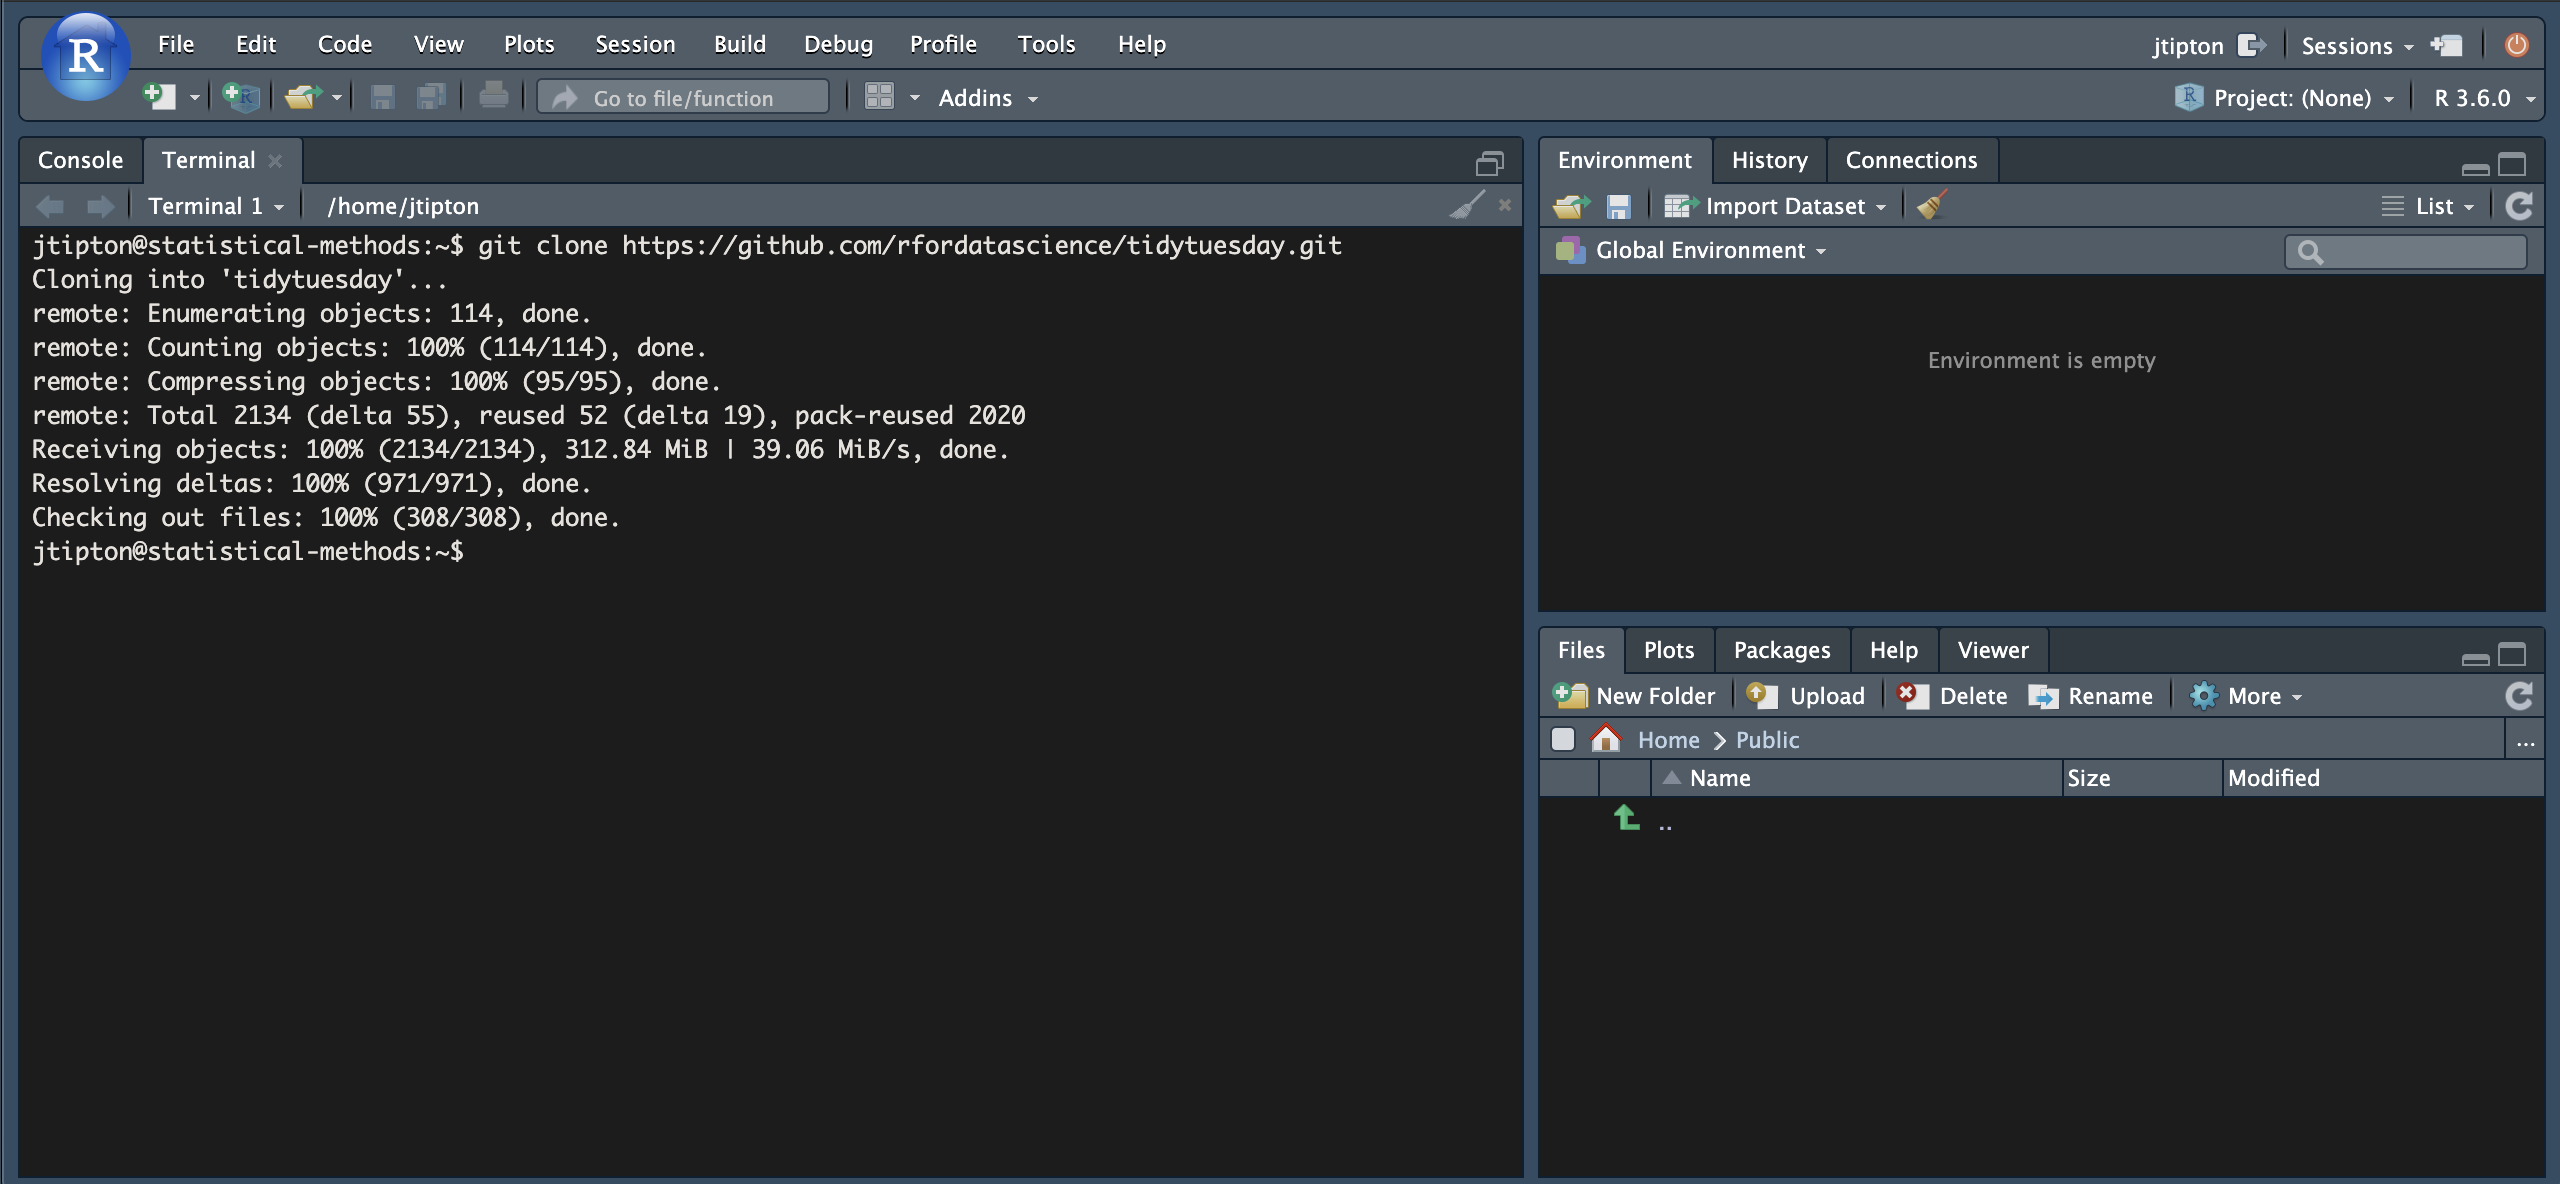 R
File Edit Code View Plots Session Build Debug Profile Tools Help
jtipton Sessions
R Go to file/function Addins
R Project: (None) R 3.6.0
Console Terminal
Terminal 1 /home/jtipton
jtipton@statistical-methods:~$ git clone https://github.com/rfordatascience/tidytuesday.git
Cloning into 'tidytuesday'...
remote: Enumerating objects: 114, done.
remote: Counting objects: 100% (114/114), done.
remote: Compressing objects: 100% (95/95), done.
remote: Total 2134 (delta 55), reused 52 (delta 19), pack-reused 2020
Receiving objects: 100% (2134/2134), 312.84 MiB | 39.06 MiB/s, done.
Resolving deltas: 100% (971/971), done.
Checking out files: 100% (308/308), done.
jtipton@statistical-methods:~$
Environment History Connections
Import Dataset List
Global Environment
Environment is empty
Files Plots Packages Help Viewer
New Folder Upload Delete Rename More
Home Public ...
Name Size Modified
..